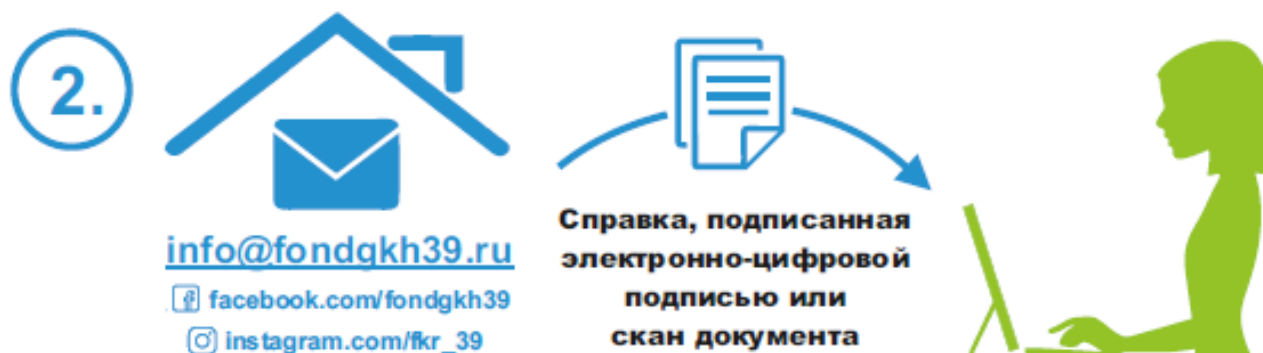 2.
info@fondgkh39.ru
facebook.com/fondgkh39
instagram.com/fkr_39
Справка, подписанная
электронно-цифровой
подписью или
скан документа